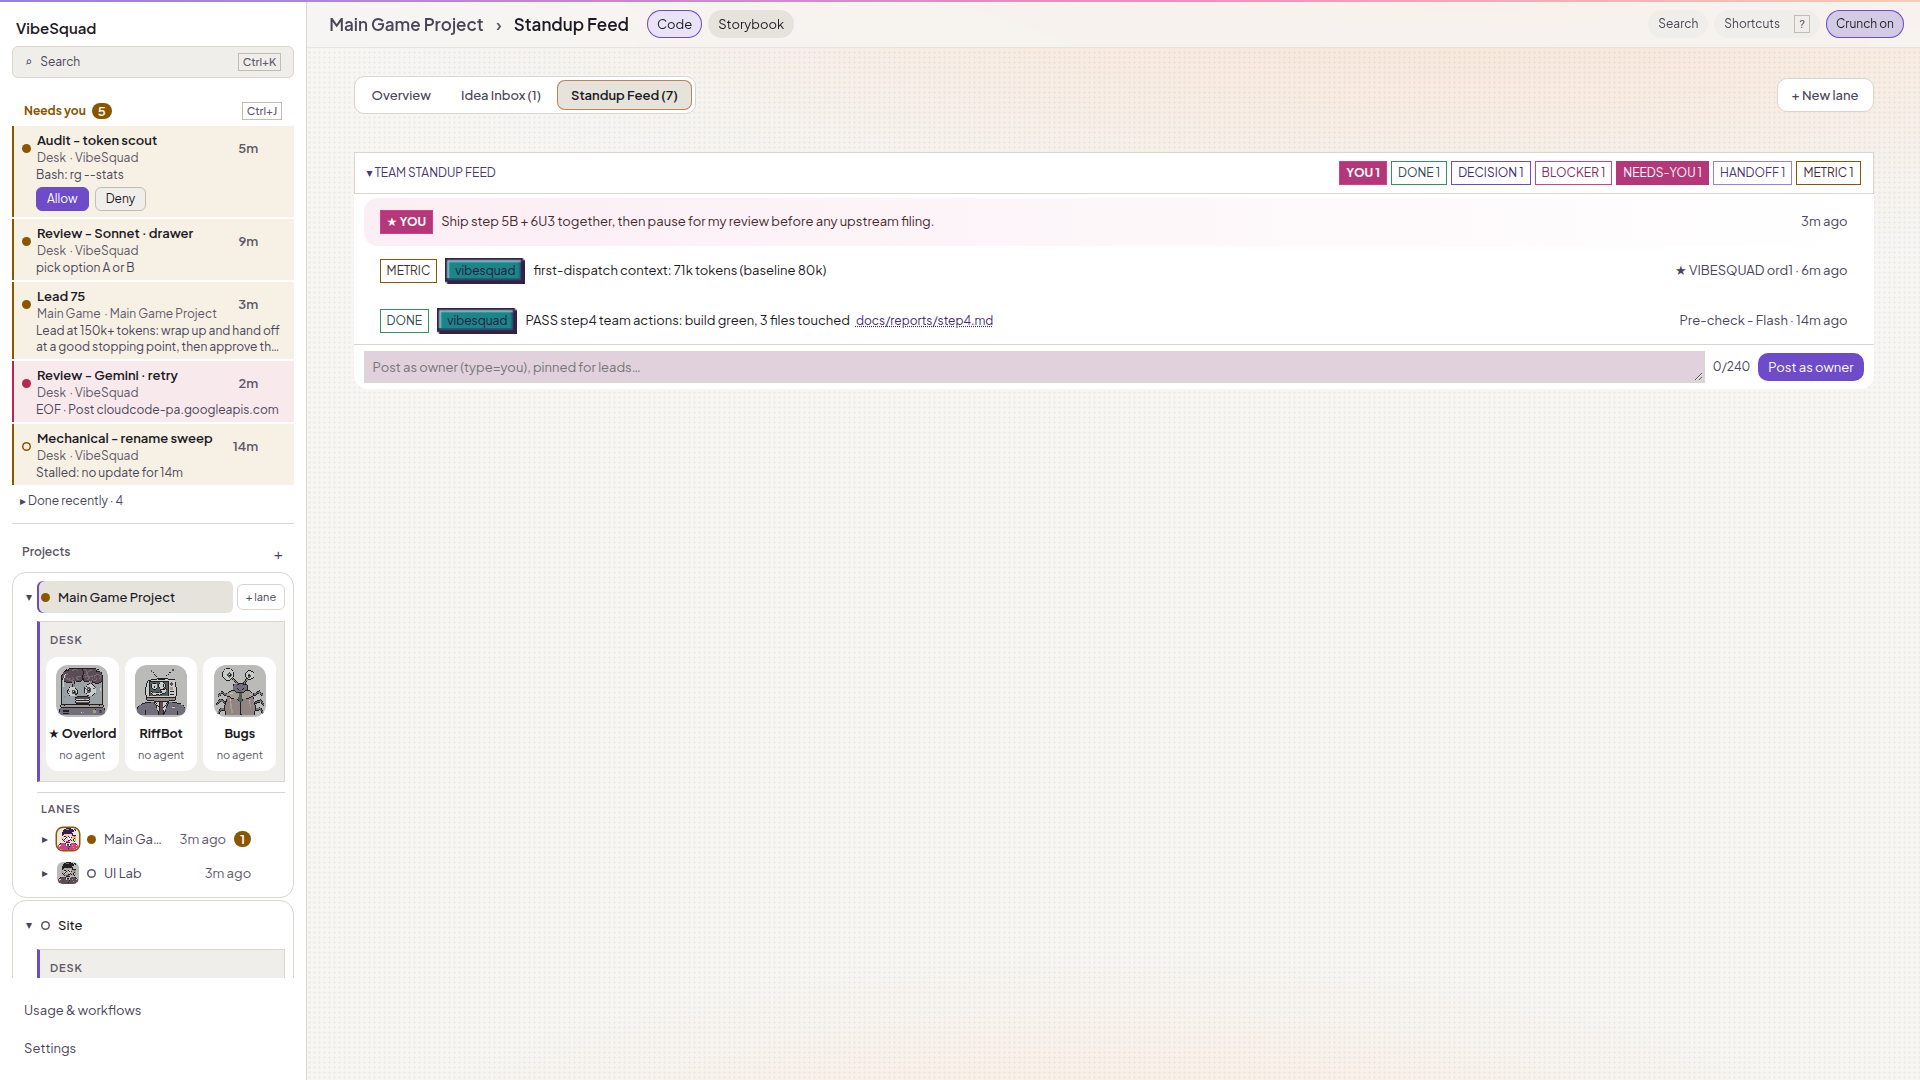 VibeSquad
Search Ctrl+K
Needs you 5 Ctrl+J
Audit – token scout 5m
Desk · VibeSquad
Bash: rg --stats
Allow Deny
Review – Sonnet · drawer 9m
Desk · VibeSquad
pick option A or B
Lead 75 3m
Main Game · Main Game Project
Lead at 150k+ tokens: wrap up and hand off
at a good stopping point, then approve th…
Review – Gemini · retry 2m
Desk · VibeSquad
EOF · Post cloudcode-pa.googleapis.com
Mechanical – rename sweep 14m
Desk · VibeSquad
Stalled: no update for 14m
▸ Done recently · 4
Projects +
▾ Main Game Project + lane
DESK
★ Overlord RiffBot Bugs
no agent no agent no agent
LANES
▸ Main Ga… 3m ago 1
▸ UI Lab 3m ago
▾ Site
DESK
Usage & workflows
Settings
Main Game Project › Standup Feed Code Storybook Search Shortcuts ? Crunch on
Overview Idea Inbox (1) Standup Feed (7) + New lane
▾ TEAM STANDUP FEED YOU 1 DONE 1 DECISION 1 BLOCKER 1 NEEDS-YOU 1 HANDOFF 1 METRIC 1
★ YOU Ship step 5B + 6U3 together, then pause for my review before any upstream filing. 3m ago
METRIC vibesquad first-dispatch context: 71k tokens (baseline 80k) ★ VIBESQUAD ord1 · 6m ago
DONE vibesquad PASS step4 team actions: build green, 3 files touched docs/reports/step4.md Pre-check – Flash · 14m ago
Post as owner (type=you), pinned for leads… 0/240 Post as owner